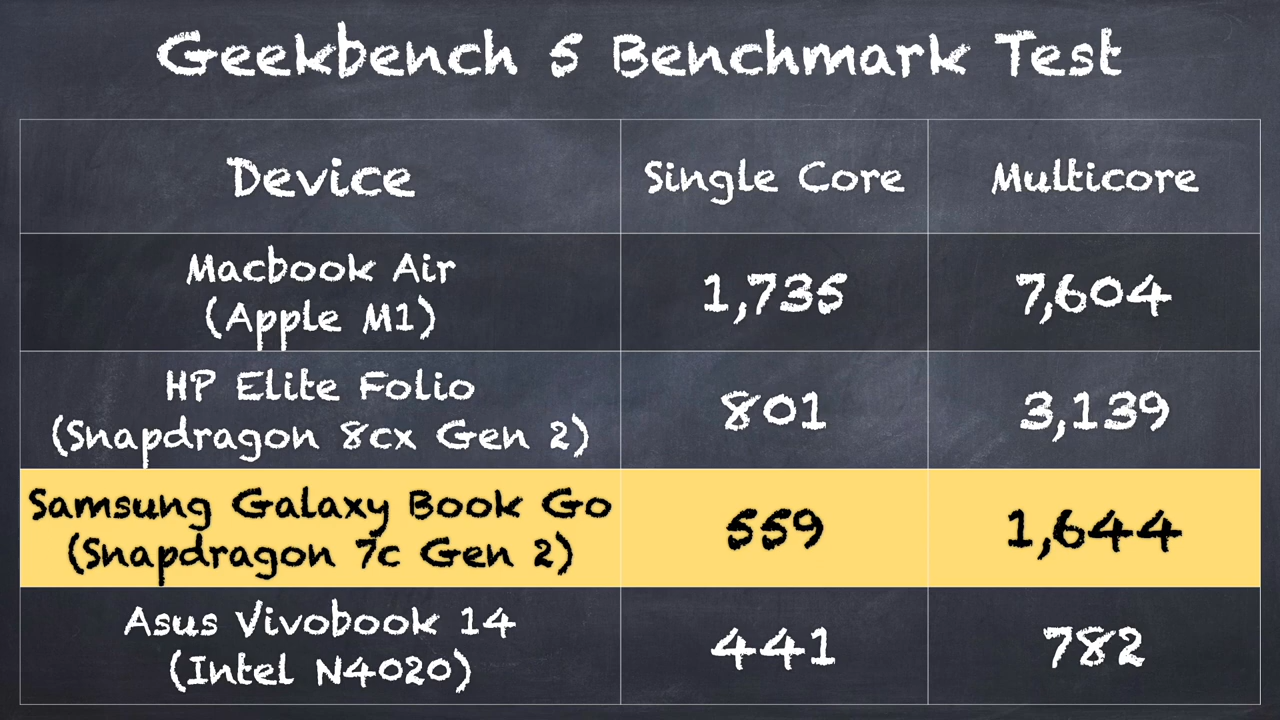 Geekbench 5 Benchmark Test
Device Single Core Multicore
Macbook Air
(Apple M1)
1,735 7,604
HP Elite Folio
(Snapdragon 8cx Gen 2)
801 3,139
Samsung Galaxy Book Go
(Snapdragon 7c Gen 2)
559 1,644
Asus Vivobook 14
(Intel N4020)
441 782